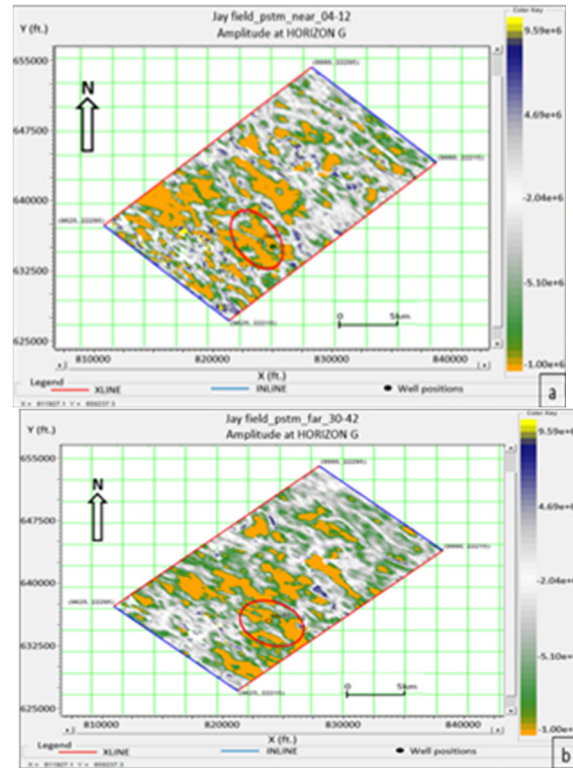 Jay field_pstm_near_04-12
Amplitude at HORIZON G
Color Key
Y (ft.)
N
655000
647500
640000
632500
625000
9.59e+6
4.69e+6
-2.04e+6
-5.10e+6
-1.00e+6
0 5km
810000 820000 830000 840000
X (ft.)
Legend
XLINE INLINE Well positions
a
Jay field_pstm_far_30-42
Amplitude at HORIZON G
Color Key
Y (ft.)
N
655000
647500
640000
632500
625000
9.59e+6
4.69e+
-2.04e+
-5.10e+
-1.00e+
0 5km
810000 820000 830000 840000
X (ft.)
Legend
XLINE INLINE Well positions
b